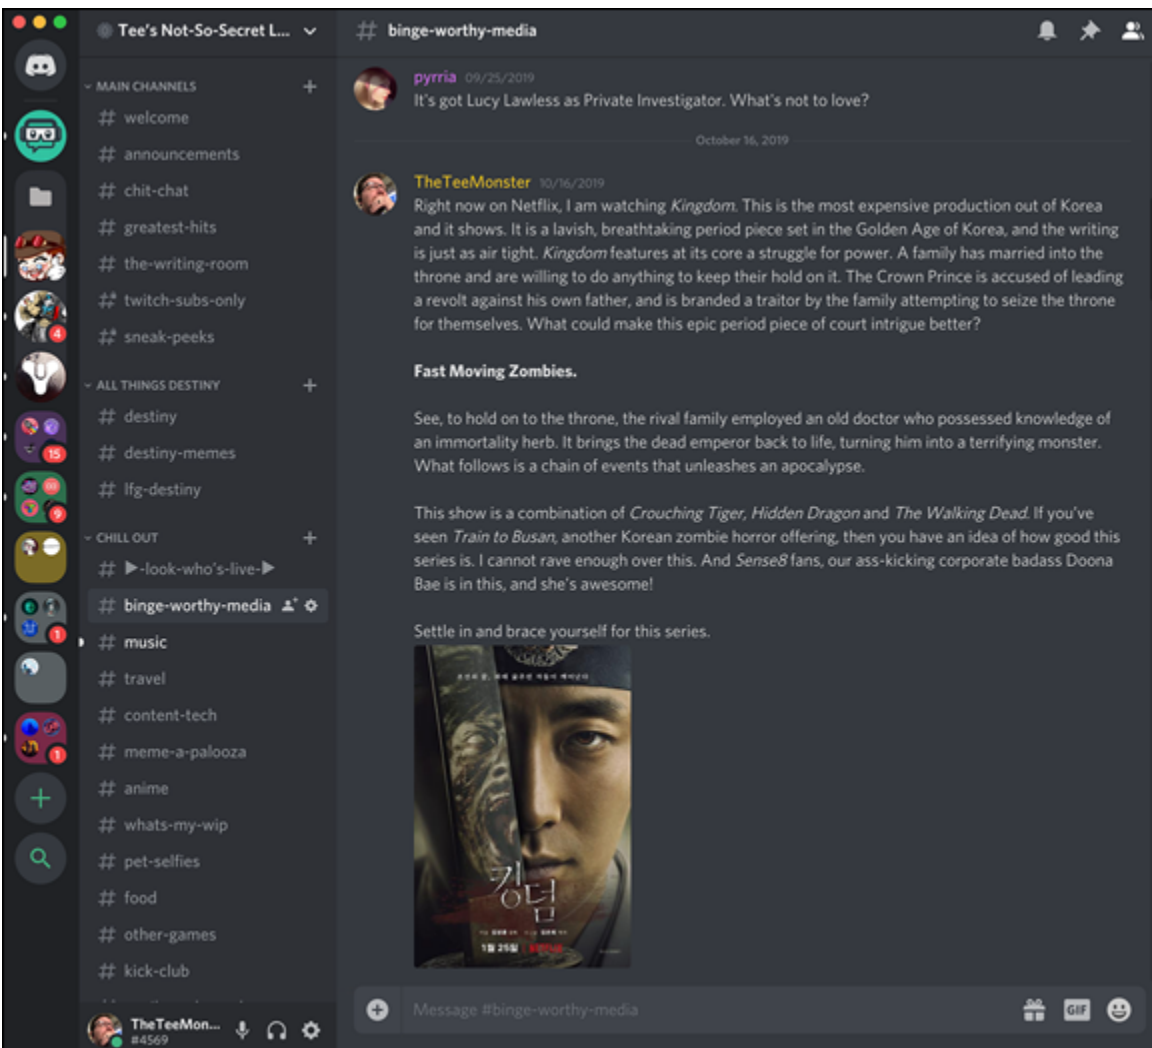 Tee's Not-So-Secret L...
# binge-worthy-media
MAIN CHANNELS
# welcome
# announcements
# chit-chat
# greatest-hits
# the-writing-room
# twitch-subs-only
# sneak-peeks
ALL THINGS DESTINY
# destiny
# destiny-memes
# lfg-destiny
CHILL OUT
# ▶-look-who's-live-▶
# binge-worthy-media
# music
# travel
# content-tech
# meme-a-palooza
# anime
# whats-my-wip
# pet-selfies
# food
# other-games
# kick-club
TheTeeMon...
#4569
4
15
9
1
1
pyrria 09/25/2019
It's got Lucy Lawless as Private Investigator. What's not to love?
October 16, 2019
TheTeeMonster 10/16/2019
Right now on Netflix, I am watching Kingdom. This is the most expensive production out of Korea
and it shows. It is a lavish, breathtaking period piece set in the Golden Age of Korea, and the writing
is just as air tight. Kingdom features at its core a struggle for power. A family has married into the
throne and are willing to do anything to keep their hold on it. The Crown Prince is accused of leading
a revolt against his own father, and is branded a traitor by the family attempting to seize the throne
for themselves. What could make this epic period piece of court intrigue better?
Fast Moving Zombies.
See, to hold on to the throne, the rival family employed an old doctor who possessed knowledge of
an immortality herb. It brings the dead emperor back to life, turning him into a terrifying monster.
What follows is a chain of events that unleashes an apocalypse.
This show is a combination of Crouching Tiger, Hidden Dragon and The Walking Dead. If you've
seen Train to Busan, another Korean zombie horror offering, then you have an idea of how good this
series is. I cannot rave enough over this. And Sense8 fans, our ass-kicking corporate badass Doona
Bae is in this, and she's awesome!
Settle in and brace yourself for this series.
킹덤
1월 25일
Message #binge-worthy-media
GIF